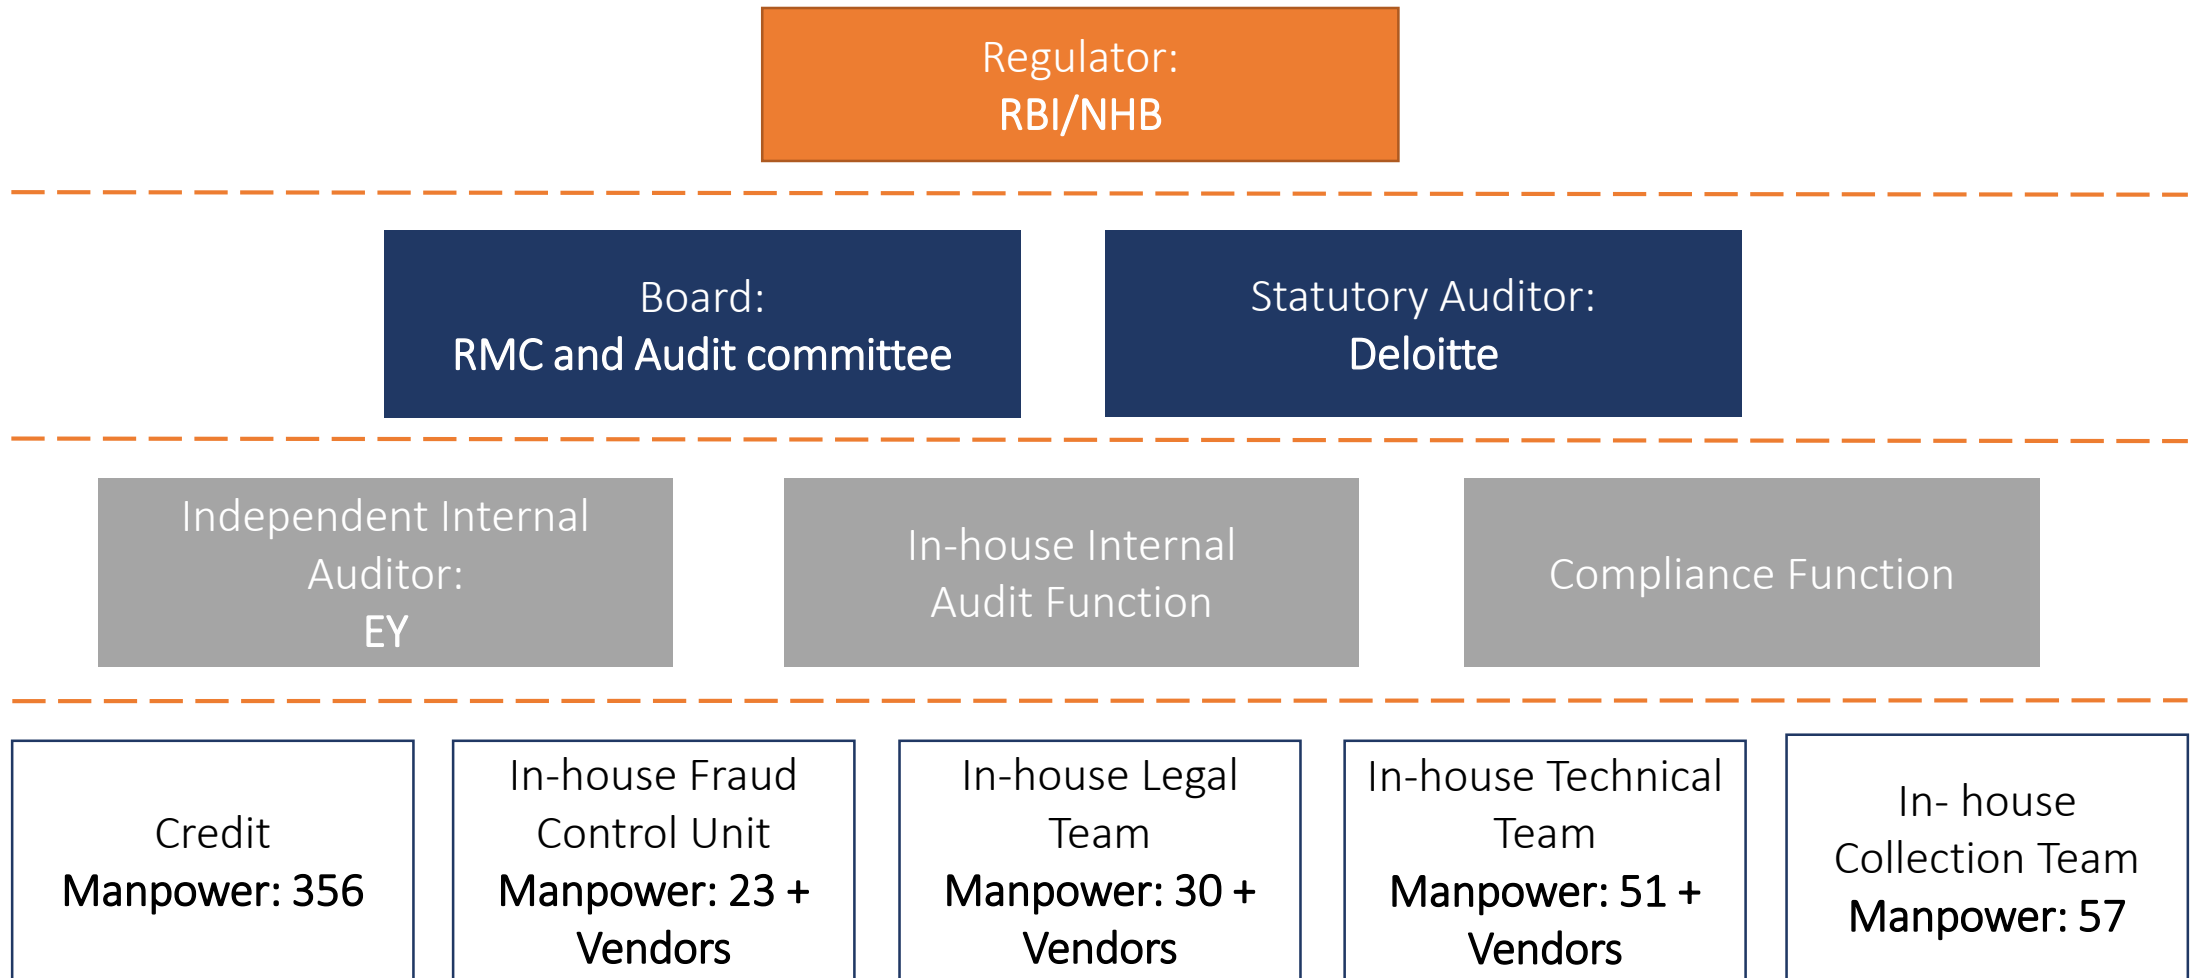 Regulator:
RBI/NHB
Board:
RMC and Audit committee
Statutory Auditor:
Deloitte
Independent Internal
Auditor:
EY
In-house Internal
Audit Function
Compliance Function
Credit
Manpower: 356
In-house Fraud
Control Unit
Manpower: 23 +
Vendors
In-house Legal
Team
Manpower: 30 +
Vendors
In-house Technical
Team
Manpower: 51 +
Vendors
In- house
Collection Team
Manpower: 57